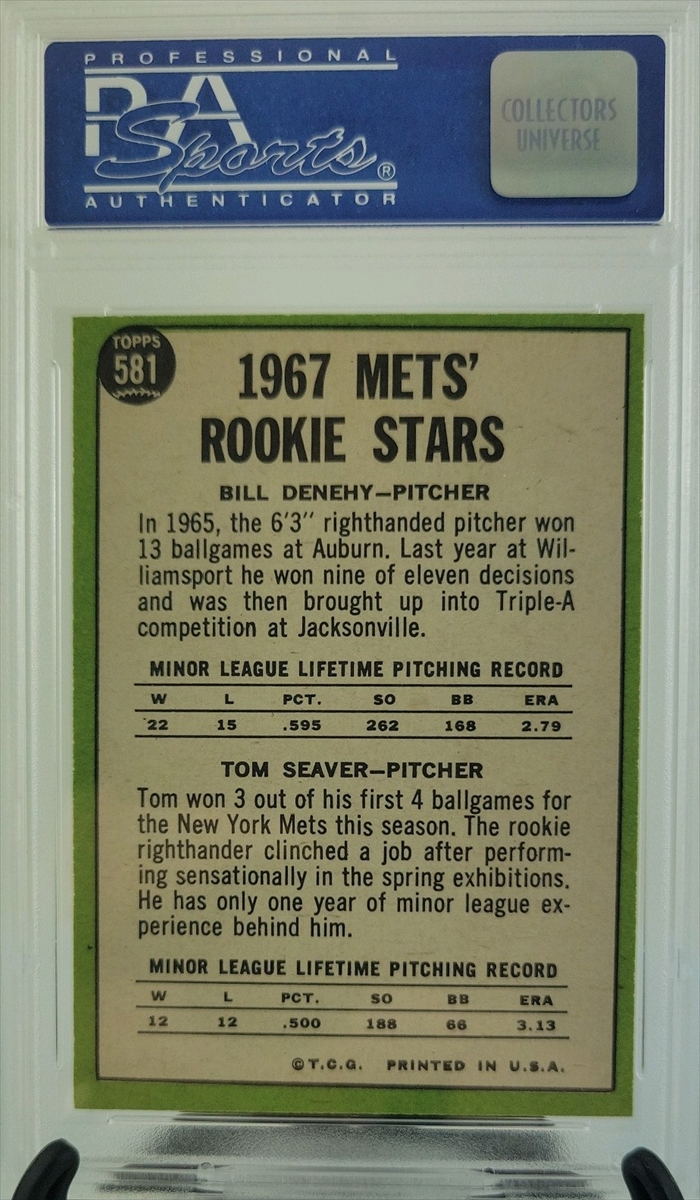 PROFESSIONAL
PSA
Sports®
AUTHENTICATOR
COLLECTORS
UNIVERSE
TOPPS
581
1967 METS'
ROOKIE STARS
BILL DENEHY—PITCHER
In 1965, the 6'3" righthanded pitcher won
13 ballgames at Auburn. Last year at Wil-
liamsport he won nine of eleven decisions
and was then brought up into Triple-A
competition at Jacksonville.
MINOR LEAGUE LIFETIME PITCHING RECORD
W L PCT. SO BB ERA
22 15 .595 262 168 2.79
TOM SEAVER—PITCHER
Tom won 3 out of his first 4 ballgames for
the New York Mets this season. The rookie
righthander clinched a job after perform-
ing sensationally in the spring exhibitions.
He has only one year of minor league ex-
perience behind him.
MINOR LEAGUE LIFETIME PITCHING RECORD
W L PCT. SO BB ERA
12 12 .500 188 66 3.13
©T.C.G. PRINTED IN U.S.A.